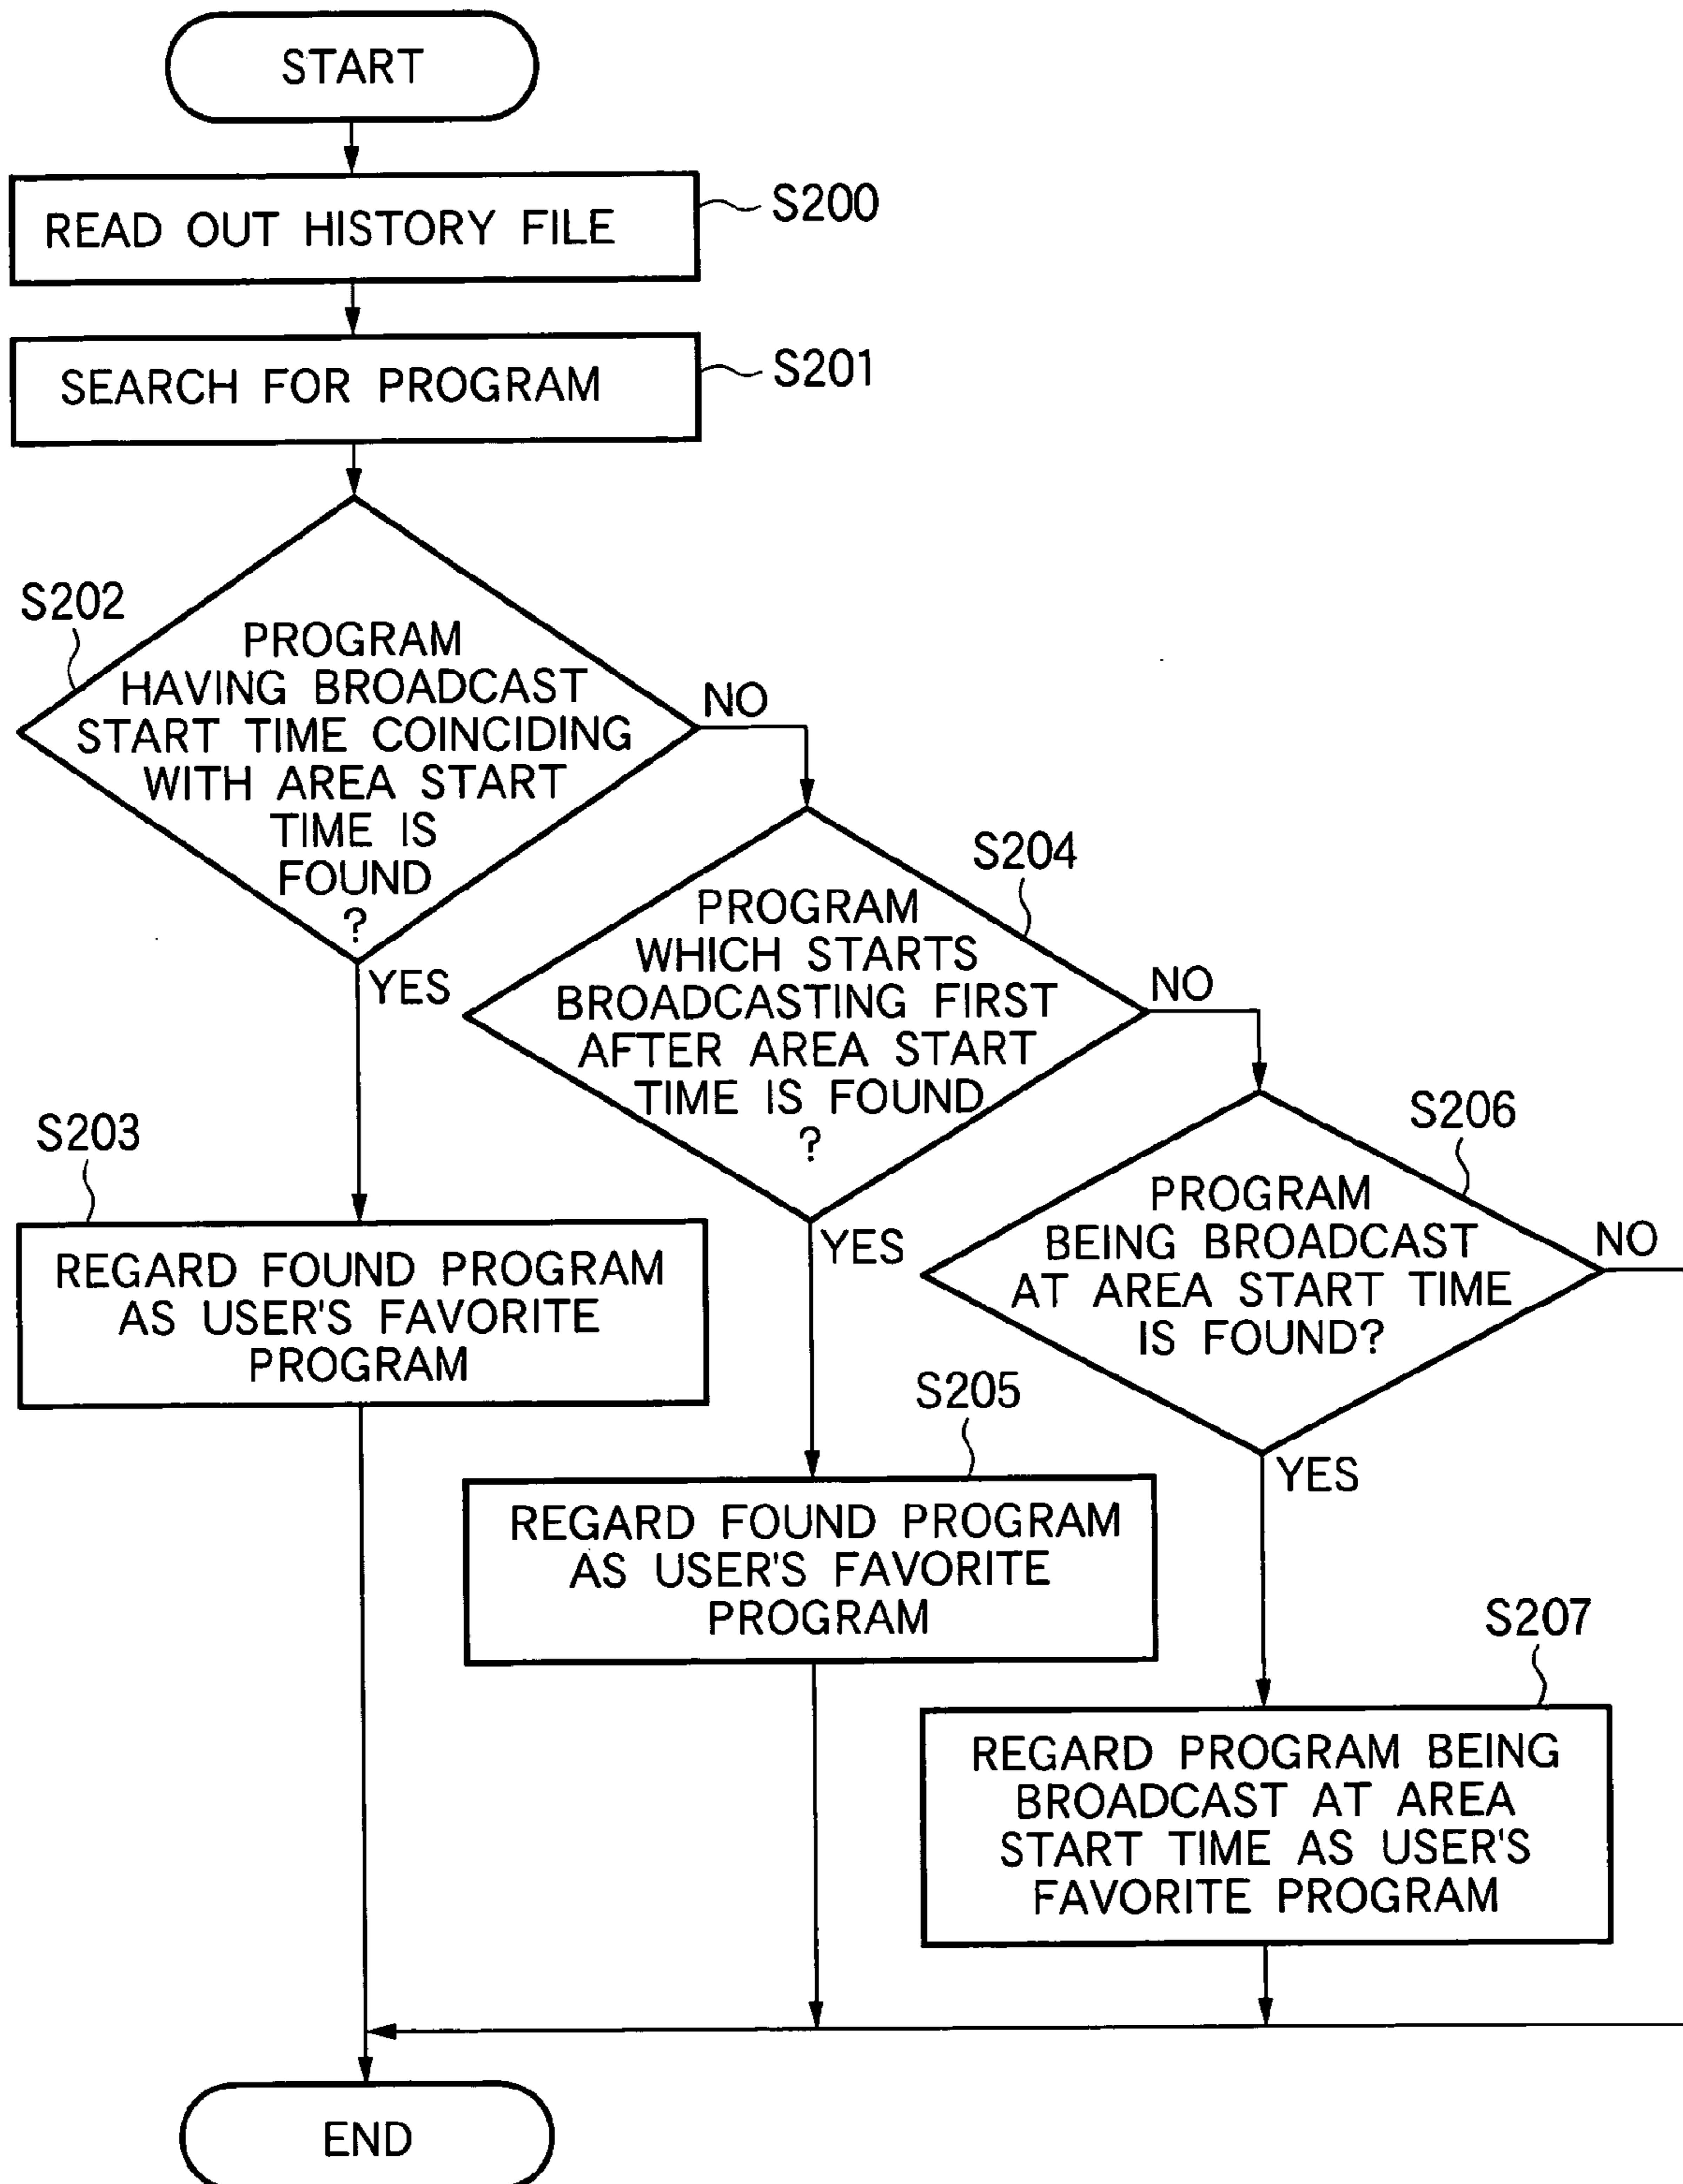 START
READ OUT HISTORY FILE
S200
SEARCH FOR PROGRAM
S201
S202
PROGRAM
HAVING BROADCAST
START TIME COINCIDING
WITH AREA START
TIME IS
FOUND
?
NO
YES
S204
PROGRAM
WHICH STARTS
BROADCASTING FIRST
AFTER AREA START
TIME IS FOUND
?
NO
YES
S206
PROGRAM
BEING BROADCAST
AT AREA START TIME
IS FOUND?
NO
YES
S203
REGARD FOUND PROGRAM
AS USER'S FAVORITE
PROGRAM
S205
REGARD FOUND PROGRAM
AS USER'S FAVORITE
PROGRAM
S207
REGARD PROGRAM BEING
BROADCAST AT AREA
START TIME AS USER'S
FAVORITE PROGRAM
END